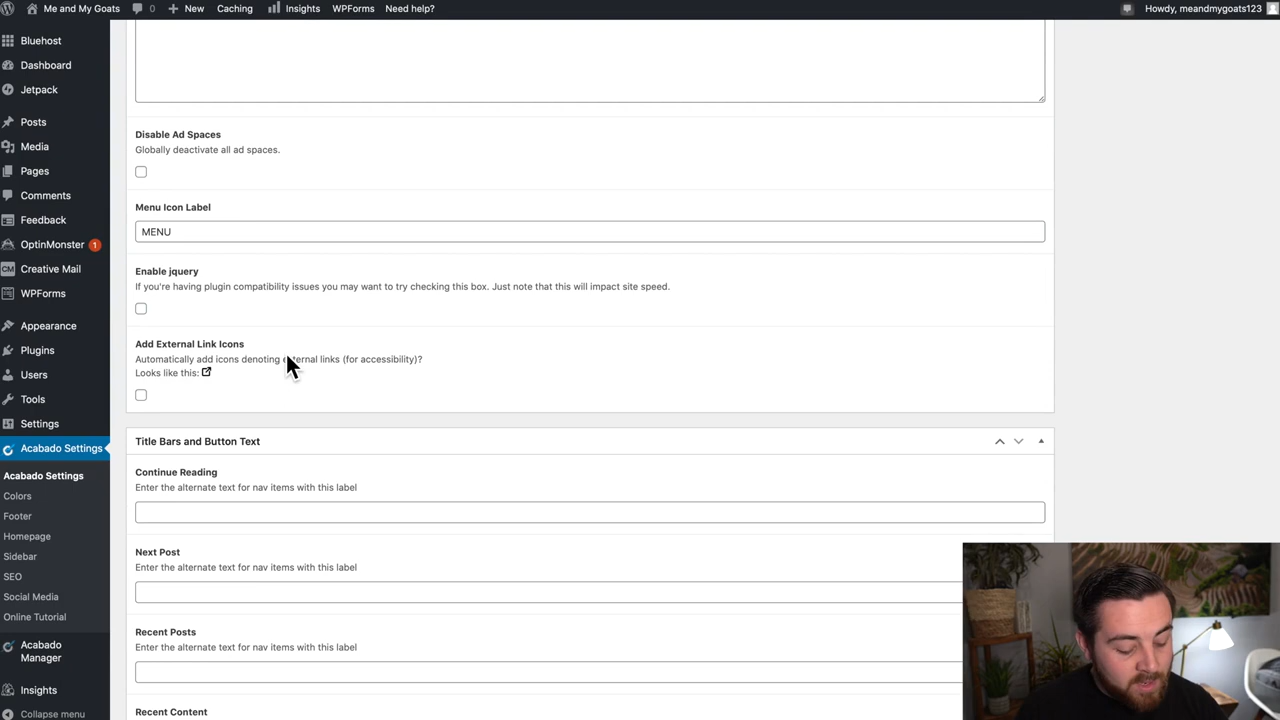 Me and My Goats
0
New
Caching
Insights
WPForms
Need help?
Howdy, meandmygoats123
Bluehost
Dashboard
Jetpack
Posts
Media
Pages
Comments
Feedback
OptinMonster 1
CM Creative Mail
WPForms
Appearance
Plugins
Users
Tools
Settings
Acabado Settings
Acabado Settings
Colors
Footer
Homepage
Sidebar
SEO
Social Media
Online Tutorial
Acabado
Manager
Insights
Collapse menu
Disable Ad Spaces
Globally deactivate all ad spaces.
Menu Icon Label
MENU
Enable jquery
If you're having plugin compatibility issues you may want to try checking this box. Just note that this will impact site speed.
Add External Link Icons
Automatically add icons denoting external links (for accessibility)?
Looks like this:
Title Bars and Button Text
Continue Reading
Enter the alternate text for nav items with this label
Next Post
Enter the alternate text for nav items with this label
Recent Posts
Enter the alternate text for nav items with this label
Recent Content